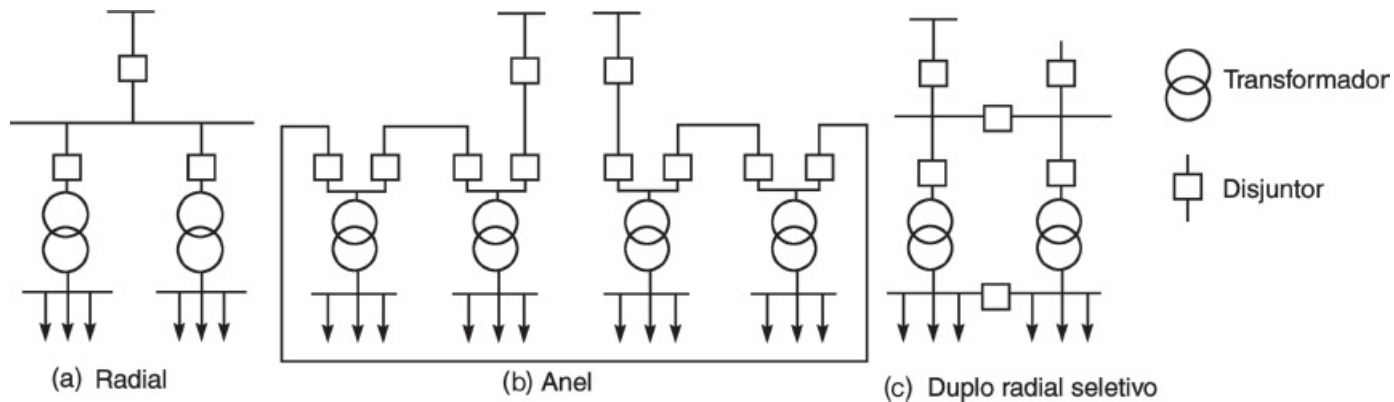 Transformador
Disjuntor
(a) Radial
(b) Anel
(c) Duplo radial seletivo